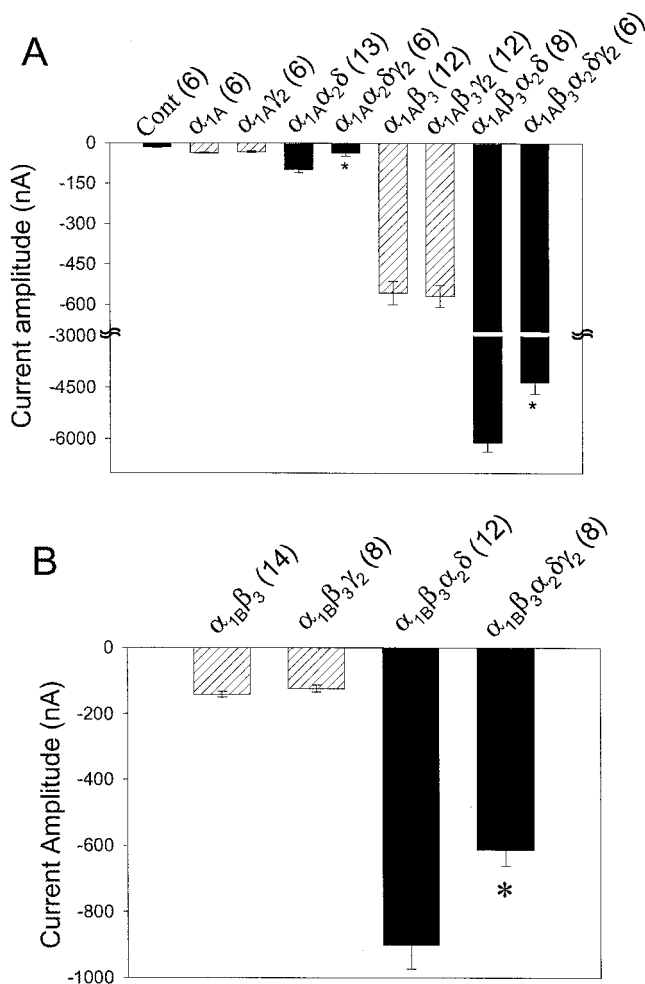 A
Cont (6)
α1A (6)
α1Aγ2 (6)
α1Aα2δ (13)
α1Aα2δγ2 (6)
α1Aβ3 (12)
α1Aβ3γ2 (12)
α1Aβ3α2δ (8)
α1Aβ3α2δγ2 (6)
Current amplitude (nA)
0
-150
-300
-450
-600
-3000
-4500
-6000
*
*
B
α1Bβ3 (14)
α1Bβ3γ2 (8)
α1Bβ3α2δ (12)
α1Bβ3α2δγ2 (8)
Current Amplitude (nA)
0
-200
-400
-600
-800
-1000
*